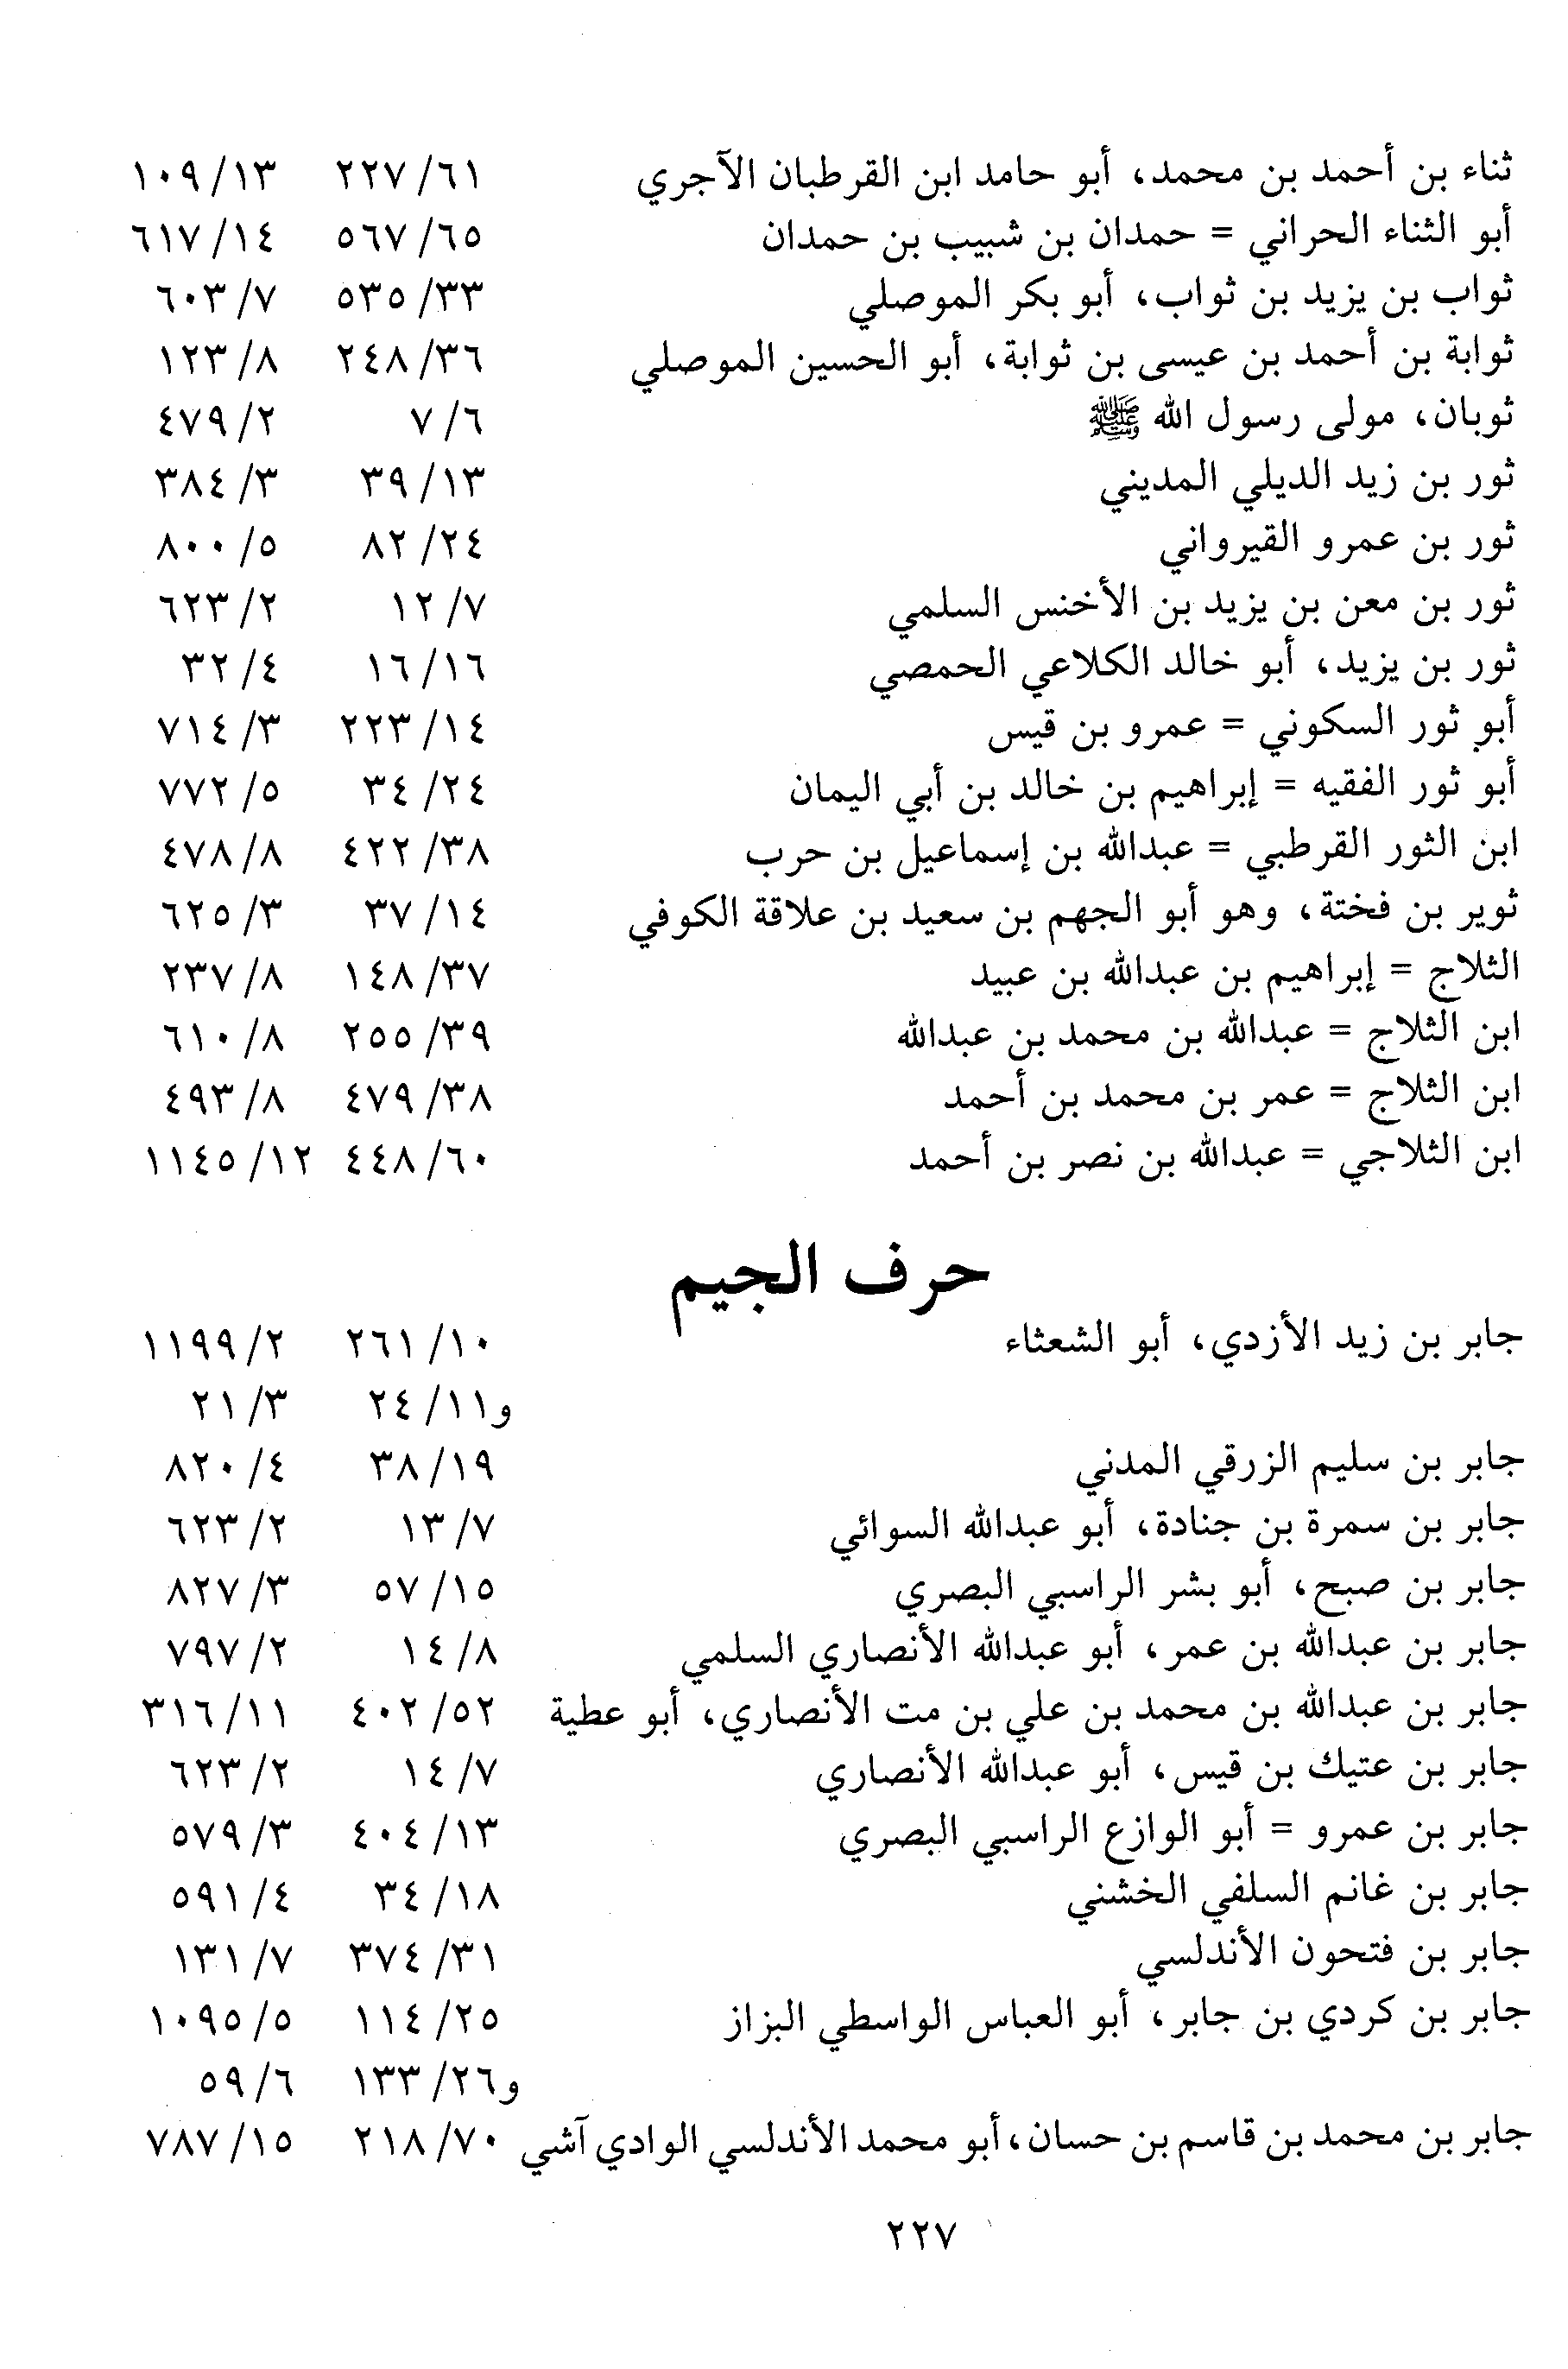 ثناء بن أحمد بن محمد، أبو حامد ابن القرطبان الآجري ٦١/ ٢٢٧ ١٣/ ١٠٩
أبو الثناء الحراني = حمدان بن شبيب بن حمدان ٦٥/ ٥٦٧ ١٤/ ٦١٧
ثواب بن يزيد بن ثواب، أبو بكر الموصلي ٣٣/ ٥٣٥ ٧/ ٦٠٣
ثوابة بن أحمد بن عيسى بن ثوابة، أبو الحسين الموصلي ٣٦/ ٢٤٨ ٨/ ١٢٣
ثوبان، مولى رسول الله ﷺ ٦/ ٧ ٢/ ٤٧٩
ثور بن زيد الديلي المديني ١٣/ ٣٩ ٣/ ٣٨٤
ثور بن عمرو القيرواني ٢٤/ ٨٢ ٥/ ٨٠٠
ثور بن معن بن يزيد بن الأخنس السلمي ٧/ ١٢ ٢/ ٦٢٣
ثور بن يزيد، أبو خالد الكلاعي الحمصي ١٦/ ١٦ ٤/ ٣٢
أبو ثور السكوني = عمرو بن قيس ١٤/ ٢٢٣ ٣/ ٧١٤
أبو ثور الفقيه = إبراهيم بن خالد بن أبي اليمان ٢٤/ ٣٤ ٥/ ٧٧٢
ابن الثور القرطبي = عبدالله بن إسماعيل بن حرب ٣٨/ ٤٢٢ ٨/ ٤٧٨
ثوير بن فختة، وهو أبو الجهم بن سعيد بن علاقة الكوفي ١٤/ ٣٧ ٣/ ٦٢٥
الثلاج = إبراهيم بن عبدالله بن عبيد ٣٧/ ١٤٨ ٨/ ٢٣٧
ابن الثلاج = عبدالله بن محمد بن عبدالله ٣٩/ ٢٥٥ ٨/ ٦١٠
ابن الثلاج = عمر بن محمد بن أحمد ٣٨/ ٤٧٩ ٨/ ٤٩٣
ابن الثلاجي = عبدالله بن نصر بن أحمد ٦٠/ ٤٤٨ ١٢/ ١١٤٥
حرف الجيم
جابر بن زيد الأزدي، أبو الشعثاء ١٠/ ٢٦١ ٢/ ١١٩٩
و١١/ ٢٤ ٣/ ٢١
جابر بن سليم الزرقي المدني ١٩/ ٣٨ ٤/ ٨٢٠
جابر بن سمرة بن جنادة، أبو عبدالله السوائي ٧/ ١٣ ٢/ ٦٢٣
جابر بن صبح، أبو بشر الراسبي البصري ١٥/ ٥٧ ٣/ ٨٢٧
جابر بن عبدالله بن عمر، أبو عبدالله الأنصاري السلمي ٨/ ١٤ ٢/ ٧٩٧
جابر بن عبدالله بن محمد بن علي بن مت الأنصاري، أبو عطية ٥٢/ ٤٠٢ ١١/ ٣١٦
جابر بن عتيك بن قيس، أبو عبدالله الأنصاري ٧/ ١٤ ٢/ ٦٢٣
جابر بن عمرو = أبو الوازع الراسبي البصري ١٣/ ٤٠٤ ٣/ ٥٧٩
جابر بن غانم السلفي الخشني ١٨/ ٣٤ ٤/ ٥٩١
جابر بن فتحون الأندلسي ٣١/ ٣٧٤ ٧/ ١٣١
جابر بن كردي بن جابر، أبو العباس الواسطي البزاز ٢٥/ ١١٤ ٥/ ١٠٩٥
و٢٦/ ١٣٣ ٦/ ٥٩
جابر بن محمد بن قاسم بن حسان، أبو محمد الأندلسي الوادي آشي ٧٠/ ٢١٨ ١٥/ ٧٨٧
٢٢٧